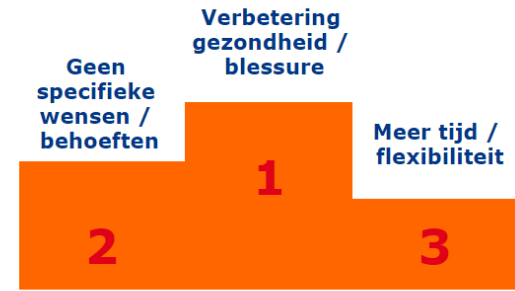 Verbetering
gezondheid /
blessure
Geen
specifieke
wensen /
behoeften
Meer tijd /
flexibiliteit
1
2
3